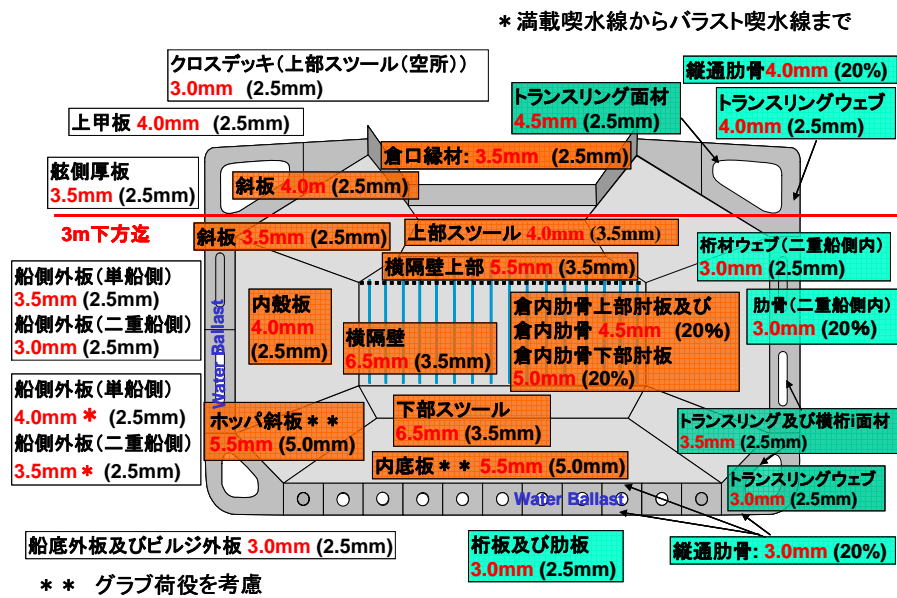 ＊満載喫水線からバラスト喫水線まで
クロスデッキ(上部スツール(空所))
3.0mm (2.5mm)
縦通肋骨4.0mm (20%)
トランスリング面材
4.5mm (2.5mm)
トランスリングウェブ
4.0mm (2.5mm)
上甲板 4.0mm (2.5mm)
倉口縁材: 3.5mm (2.5mm)
舷側厚板
3.5mm (2.5mm)
斜板 4.0m (2.5mm)
3m下方迄
斜板 3.5mm (2.5mm)
上部スツール 4.0mm (3.5mm)
桁材ウェブ(二重船側内)
3.0mm (2.5mm)
横隔壁上部 5.5mm (3.5mm)
船側外板(単船側)
3.5mm (2.5mm)
船側外板(二重船側)
3.0mm (2.5mm)
内殻板
4.0mm
(2.5mm)
Water Ballast
横隔壁
6.5mm (3.5mm)
倉内肋骨上部肘板及び
倉内肋骨 4.5mm (20%)
倉内肋骨下部肘板
5.0mm (20%)
肋骨(二重船側内)
3.0mm (20%)
船側外板(単船側)
4.0mm＊ (2.5mm)
船側外板(二重船側)
3.5mm＊ (2.5mm)
ホッパ斜板＊＊
5.5mm (5.0mm)
下部スツール
6.5mm (3.5mm)
トランスリング及び横桁i面材
3.5mm (2.5mm)
内底板＊＊ 5.5mm (5.0mm)
トランスリングウェブ
3.0mm (2.5mm)
Water Ballast
船底外板及びビルジ外板 3.0mm (2.5mm)
桁板及び肋板
3.0mm (2.5mm)
縦通肋骨: 3.0mm (20%)
＊＊ グラブ荷役を考慮